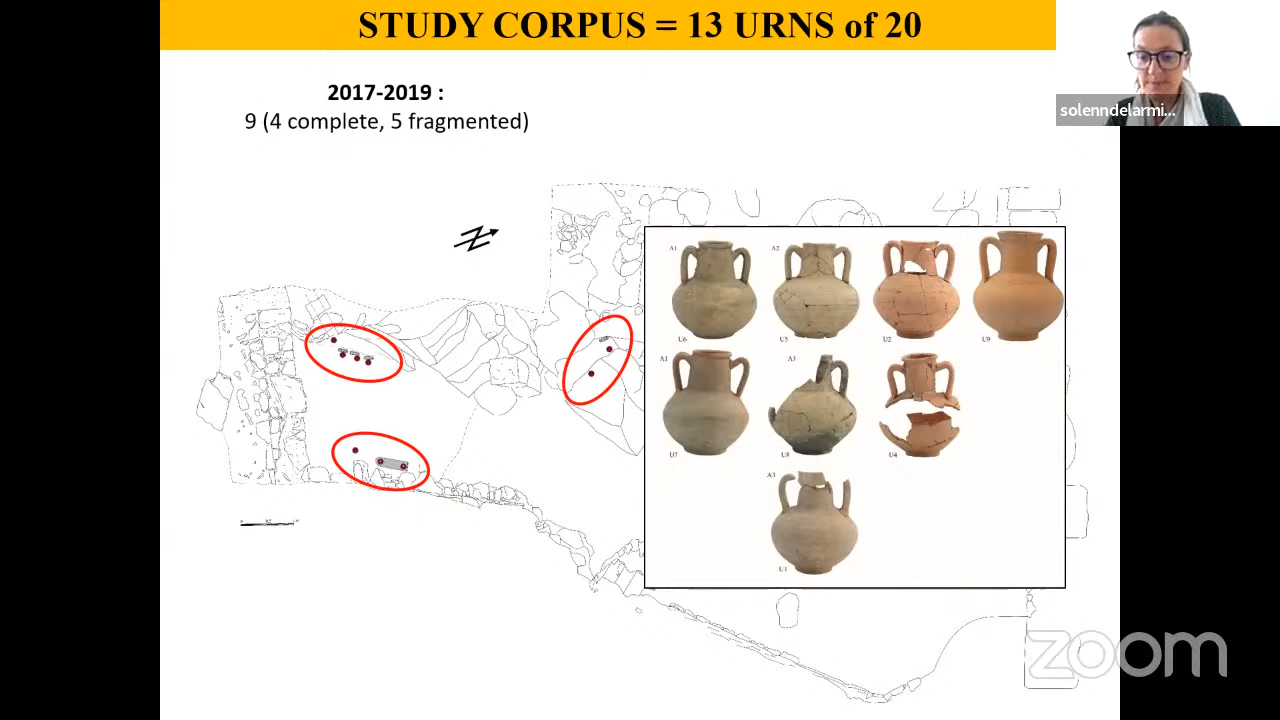 STUDY CORPUS = 13 URNS of 20
solenndelarmi...
2017-2019 :
9 (4 complete, 5 fragmented)
N
A1
A2
U6
U5
U2
U9
A1
A3
U7
U8
U4
A3
U1
zoom